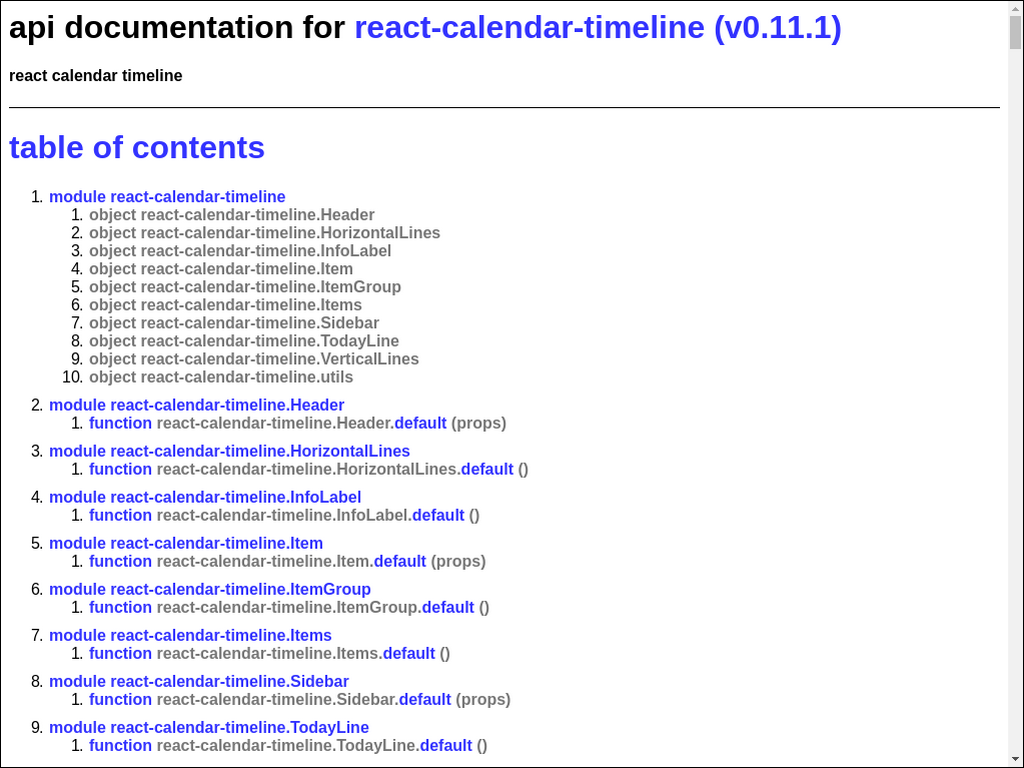 api documentation for react-calendar-timeline (v0.11.1)
react calendar timeline
table of contents
1. module react-calendar-timeline
1. object react-calendar-timeline.Header
2. object react-calendar-timeline.HorizontalLines
3. object react-calendar-timeline.InfoLabel
4. object react-calendar-timeline.Item
5. object react-calendar-timeline.ItemGroup
6. object react-calendar-timeline.Items
7. object react-calendar-timeline.Sidebar
8. object react-calendar-timeline.TodayLine
9. object react-calendar-timeline.VerticalLines
10. object react-calendar-timeline.utils
2. module react-calendar-timeline.Header
1. function react-calendar-timeline.Header.default (props)
3. module react-calendar-timeline.HorizontalLines
1. function react-calendar-timeline.HorizontalLines.default ()
4. module react-calendar-timeline.InfoLabel
1. function react-calendar-timeline.InfoLabel.default ()
5. module react-calendar-timeline.Item
1. function react-calendar-timeline.Item.default (props)
6. module react-calendar-timeline.ItemGroup
1. function react-calendar-timeline.ItemGroup.default ()
7. module react-calendar-timeline.Items
1. function react-calendar-timeline.Items.default ()
8. module react-calendar-timeline.Sidebar
1. function react-calendar-timeline.Sidebar.default (props)
9. module react-calendar-timeline.TodayLine
1. function react-calendar-timeline.TodayLine.default ()